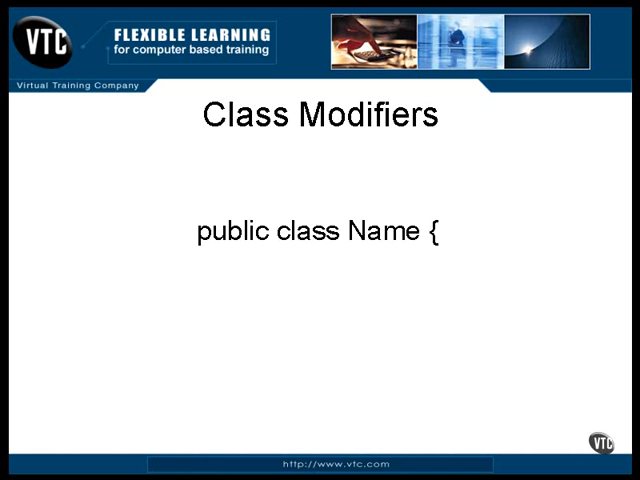 VTC
FLEXIBLE LEARNING
for computer based training
Virtual Training Company
Class Modifiers
public class Name {
VTC
http://www.vtc.com